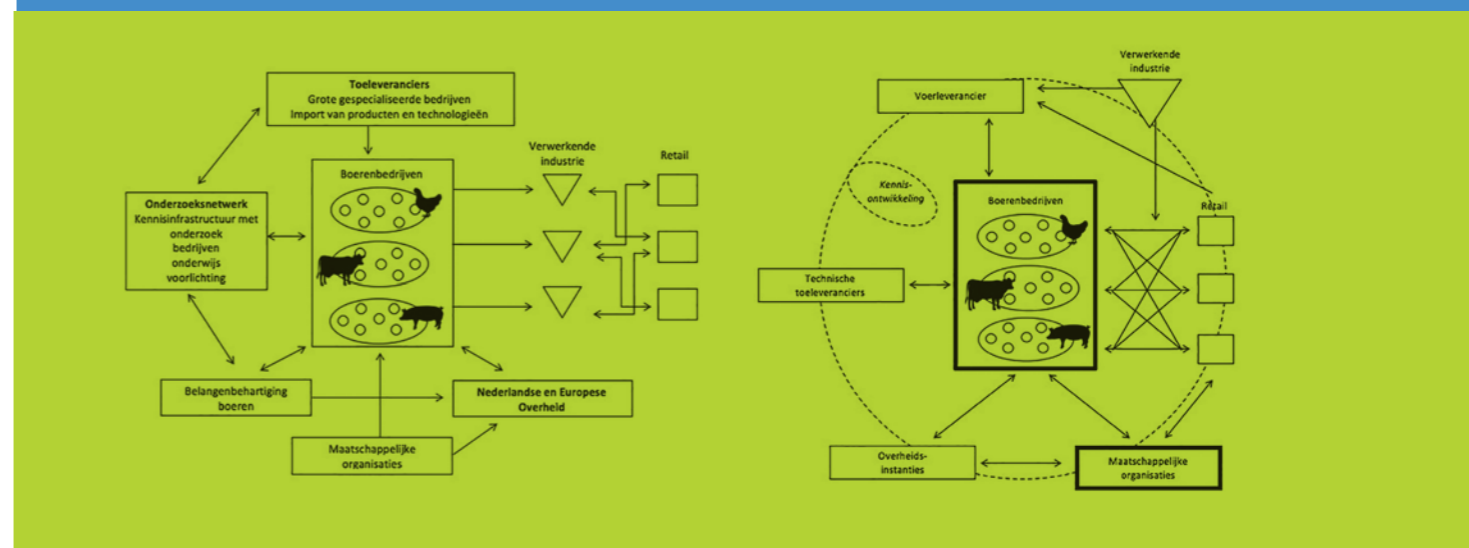 Toeleveranciers
Grote gespecialiseerde bedrijven
Import van producten en technologieën
Onderzoeksnetwerk
Kennisinfrastructuur met
onderzoek
bedrijven
onderwijs
voorlichting
Boerenbedrijven
Verwerkende
industrie
Retail
Belangenbehartiging
boeren
Nederlandse en Europese
Overheid
Maatschappelijke
organisaties
Verwerkende
industrie
Voerleverancier
Kennis-
ontwikkeling
Boerenbedrijven
Retail
Technische
toeleveranciers
Overheids-
instanties
Maatschappelijke
organisaties